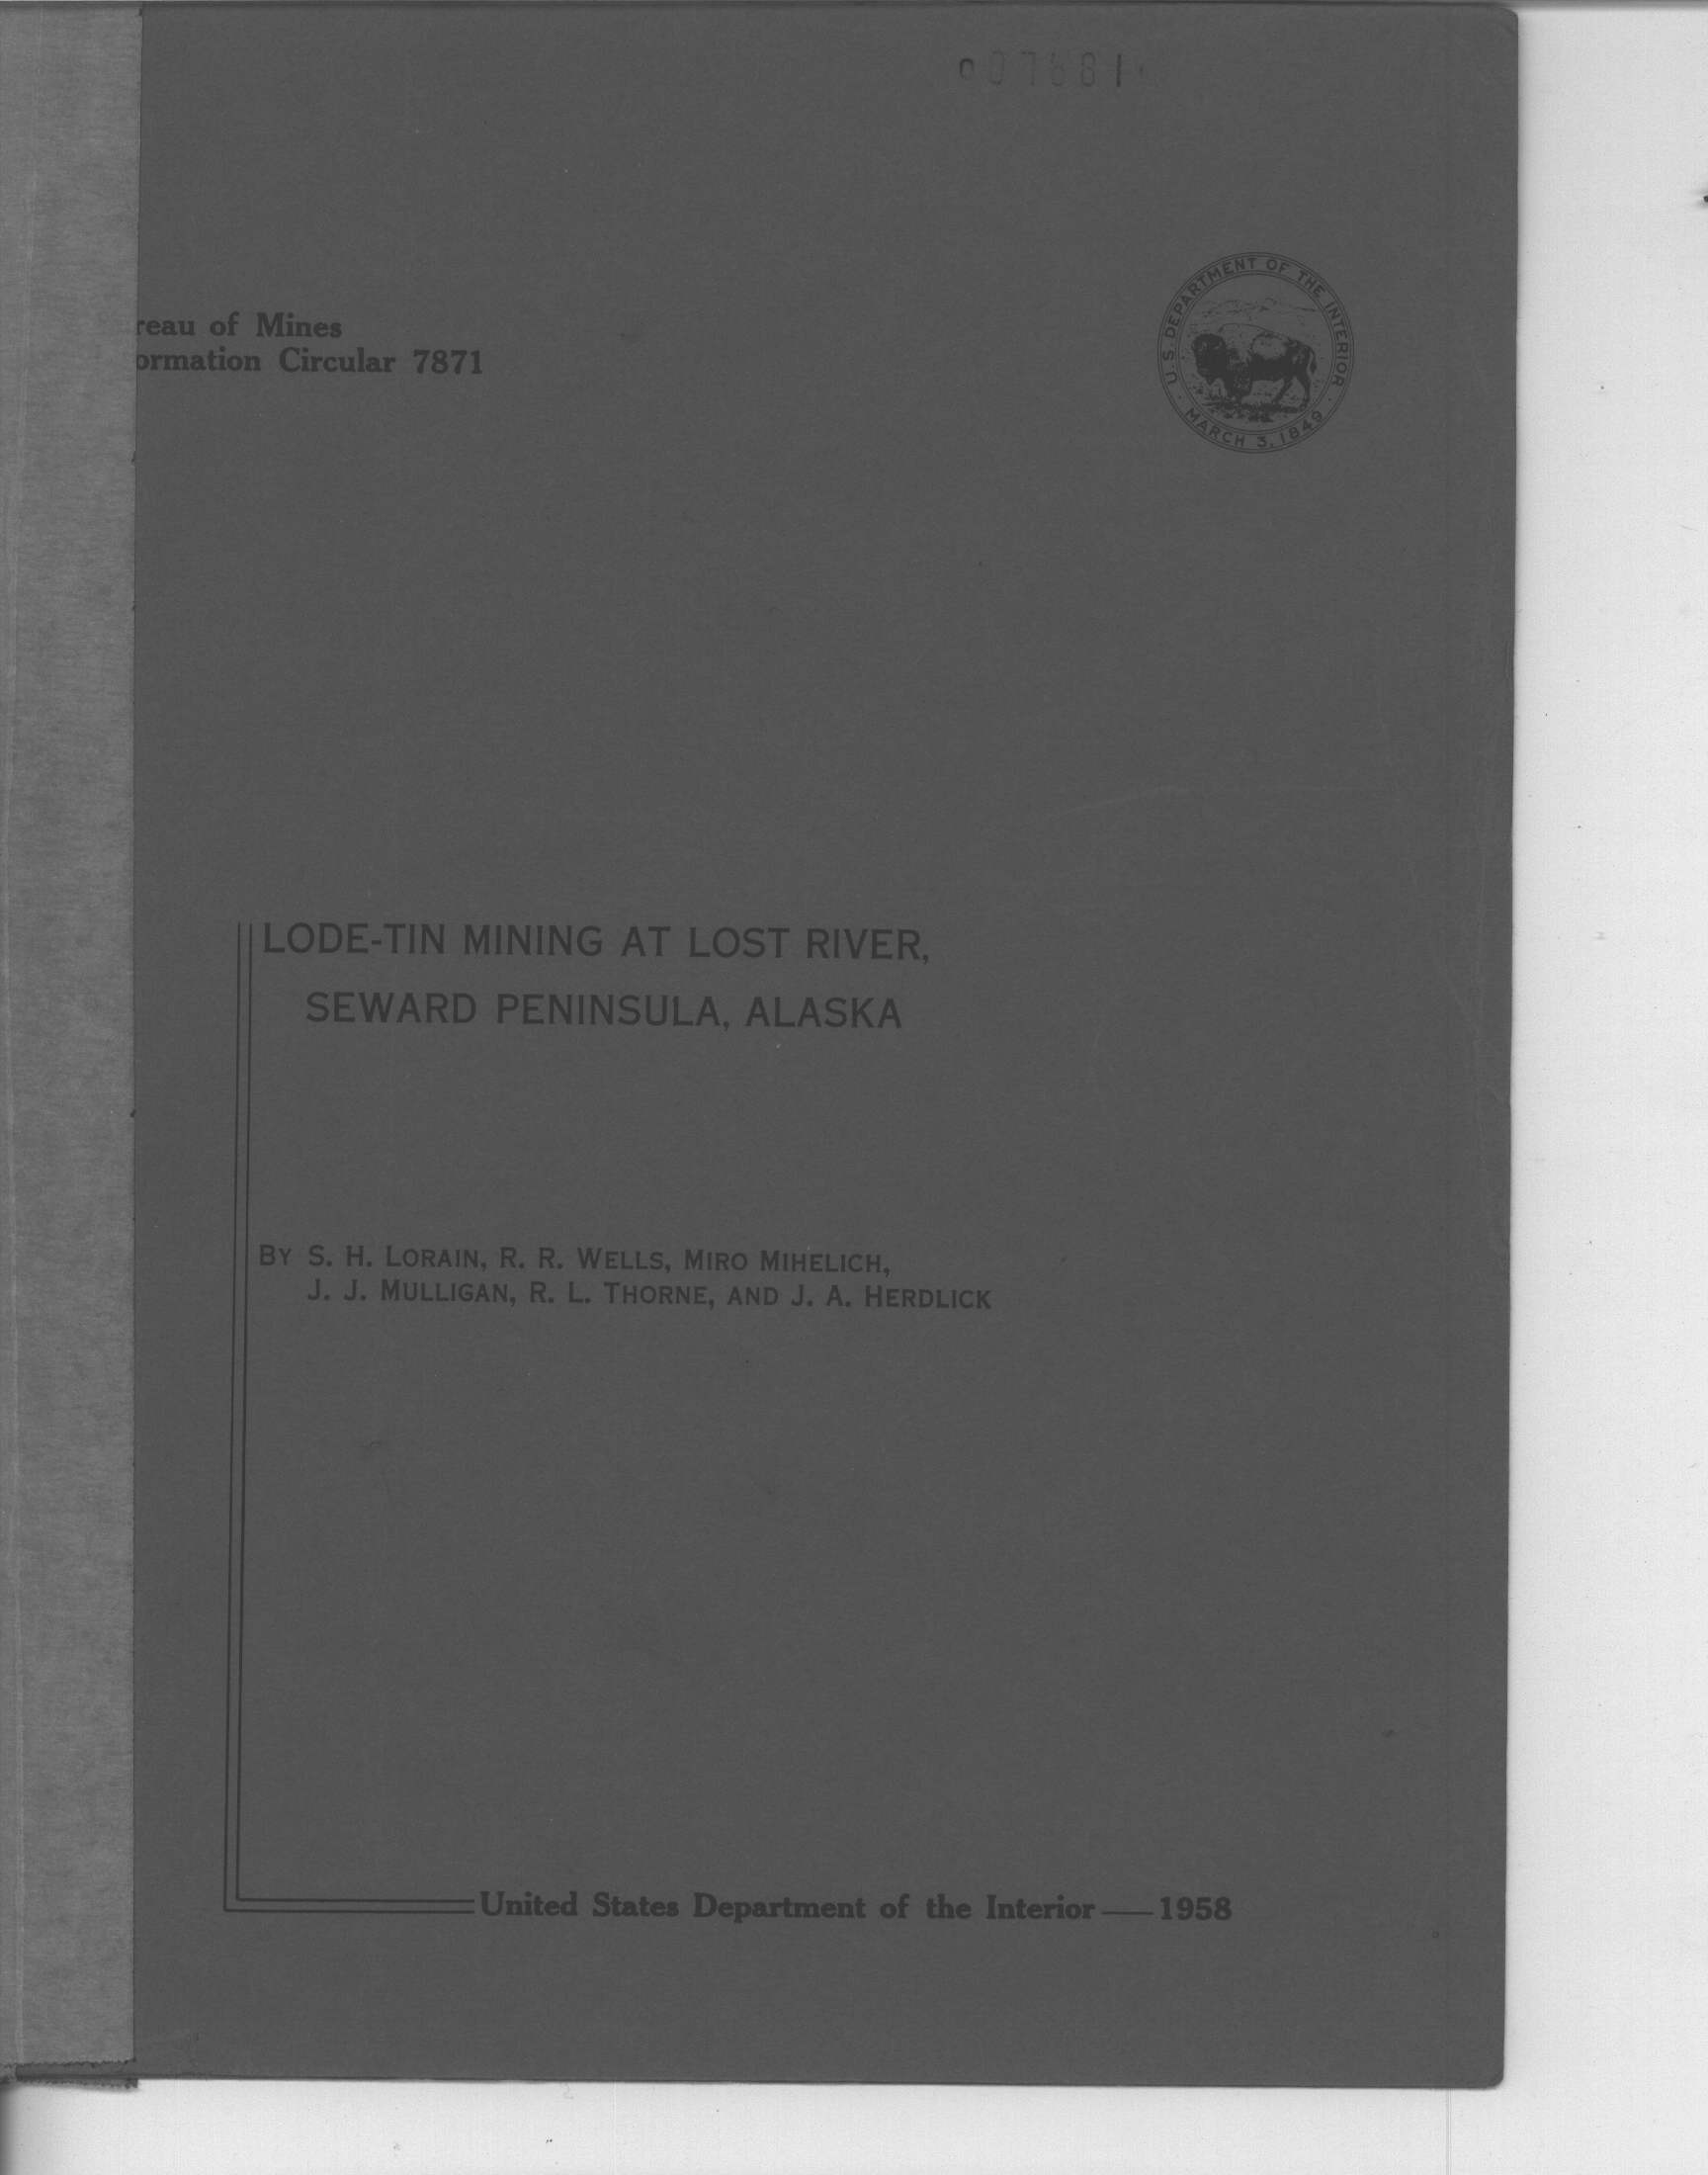 reau of Mines
ormation Circular 7871
U.S. DEPARTMENT OF THE INTERIOR
MARCH 3, 1849
LODE-TIN MINING AT LOST RIVER,
SEWARD PENINSULA, ALASKA
BY S. H. LORAIN, R. R. WELLS, MIRO MIHELICH,
J. J. MULLIGAN, R. L. THORNE, AND J. A. HERDLICK
United States Department of the Interior — 1958